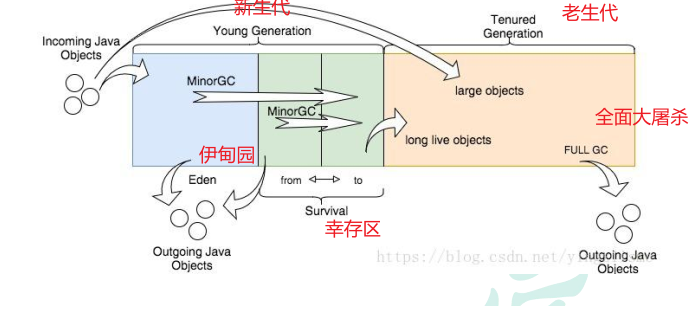 新生代
老生代
Tenured
Generation
Young Generation
Incoming Java
Objects
MinorGC
large objects
MinorGC
全面大屠杀
long live objects
FULL GC
伊甸园
Eden
from
to
Survival
幸存区
Outgoing Java
Objects
https://blog.csdn.net/yi
Outgoing Java
Objects